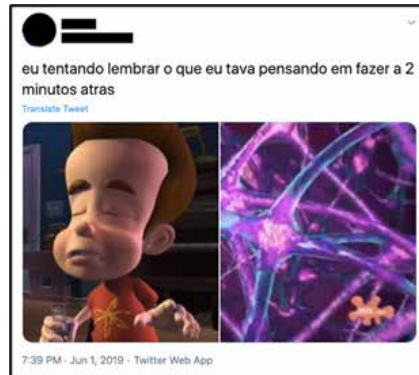 eu tentando lembrar o que eu tava pensando em fazer a 2
minutos atras
Translate Tweet
7:39 PM · Jun 1, 2019 · Twitter Web App